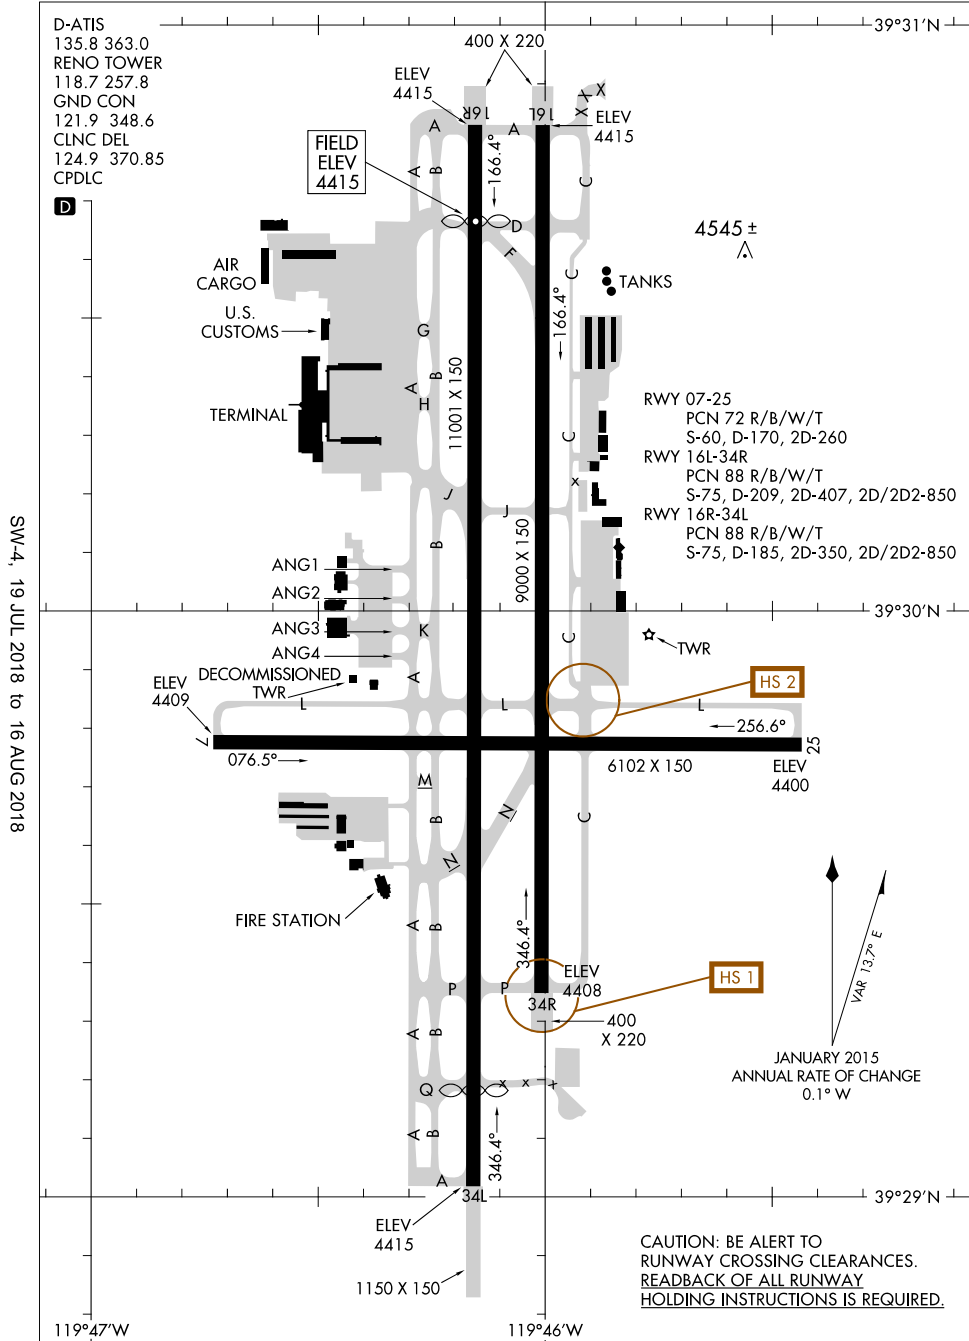 D-ATIS
135.8 363.0
RENO TOWER
118.7 257.8
GND CON
121.9 348.6
CLNC DEL
124.9 370.85
CPDLC
D
39°31'N
400 X 220
ELEV
4415
16R
16L
ELEV
4415
A
A
FIELD
ELEV
4415
A
B
166.4°
C
D
F
4545 ±
AIR
CARGO
C
TANKS
U.S.
CUSTOMS
G
166.4°
B
A
H
TERMINAL
11001 X 150
C
RWY 07-25
PCN 72 R/B/W/T
S-60, D-170, 2D-260
RWY 16L-34R
PCN 88 R/B/W/T
S-75, D-209, 2D-407, 2D/2D2-850
RWY 16R-34L
PCN 88 R/B/W/T
S-75, D-185, 2D-350, 2D/2D2-850
X
J
J
B
9000 X 150
ANG1
ANG2
39°30'N
ANG3
K
C
ANG4
TWR
DECOMMISSIONED
TWR
A
HS 2
ELEV
4409
L
L
L
256.6°
7
25
076.5°
6102 X 150
ELEV
4400
M
B
N
C
N
FIRE STATION
A
B
346.4°
ELEV
4408
HS 1
P
P
34R
400
X 220
A
B
VAR 13.7° E
JANUARY 2015
ANNUAL RATE OF CHANGE
0.1° W
Q
X X X
A
B
346.4°
A
34L
39°29'N
ELEV
4415
1150 X 150
CAUTION: BE ALERT TO
RUNWAY CROSSING CLEARANCES.
READBACK OF ALL RUNWAY
HOLDING INSTRUCTIONS IS REQUIRED.
119°47'W
119°46'W
SW-4, 19 JUL 2018 to 16 AUG 2018